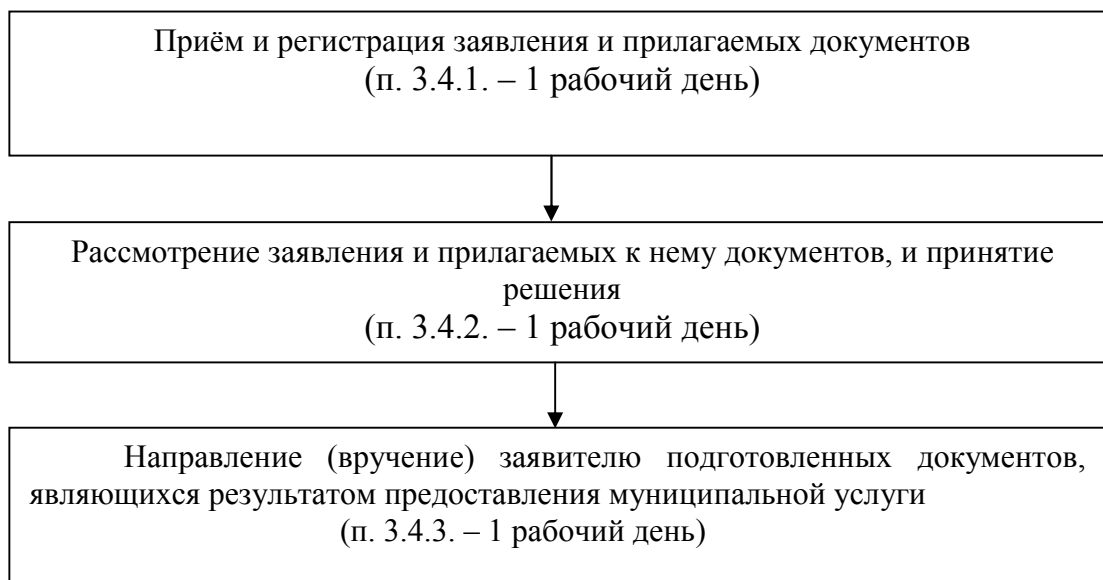 Приём и регистрация заявления и прилагаемых документов
(п. 3.4.1. – 1 рабочий день)
Рассмотрение заявления и прилагаемых к нему документов, и принятие
решения
(п. 3.4.2. – 1 рабочий день)
Направление (вручение) заявителю подготовленных документов,
являющихся результатом предоставления муниципальной услуги
(п. 3.4.3. – 1 рабочий день)